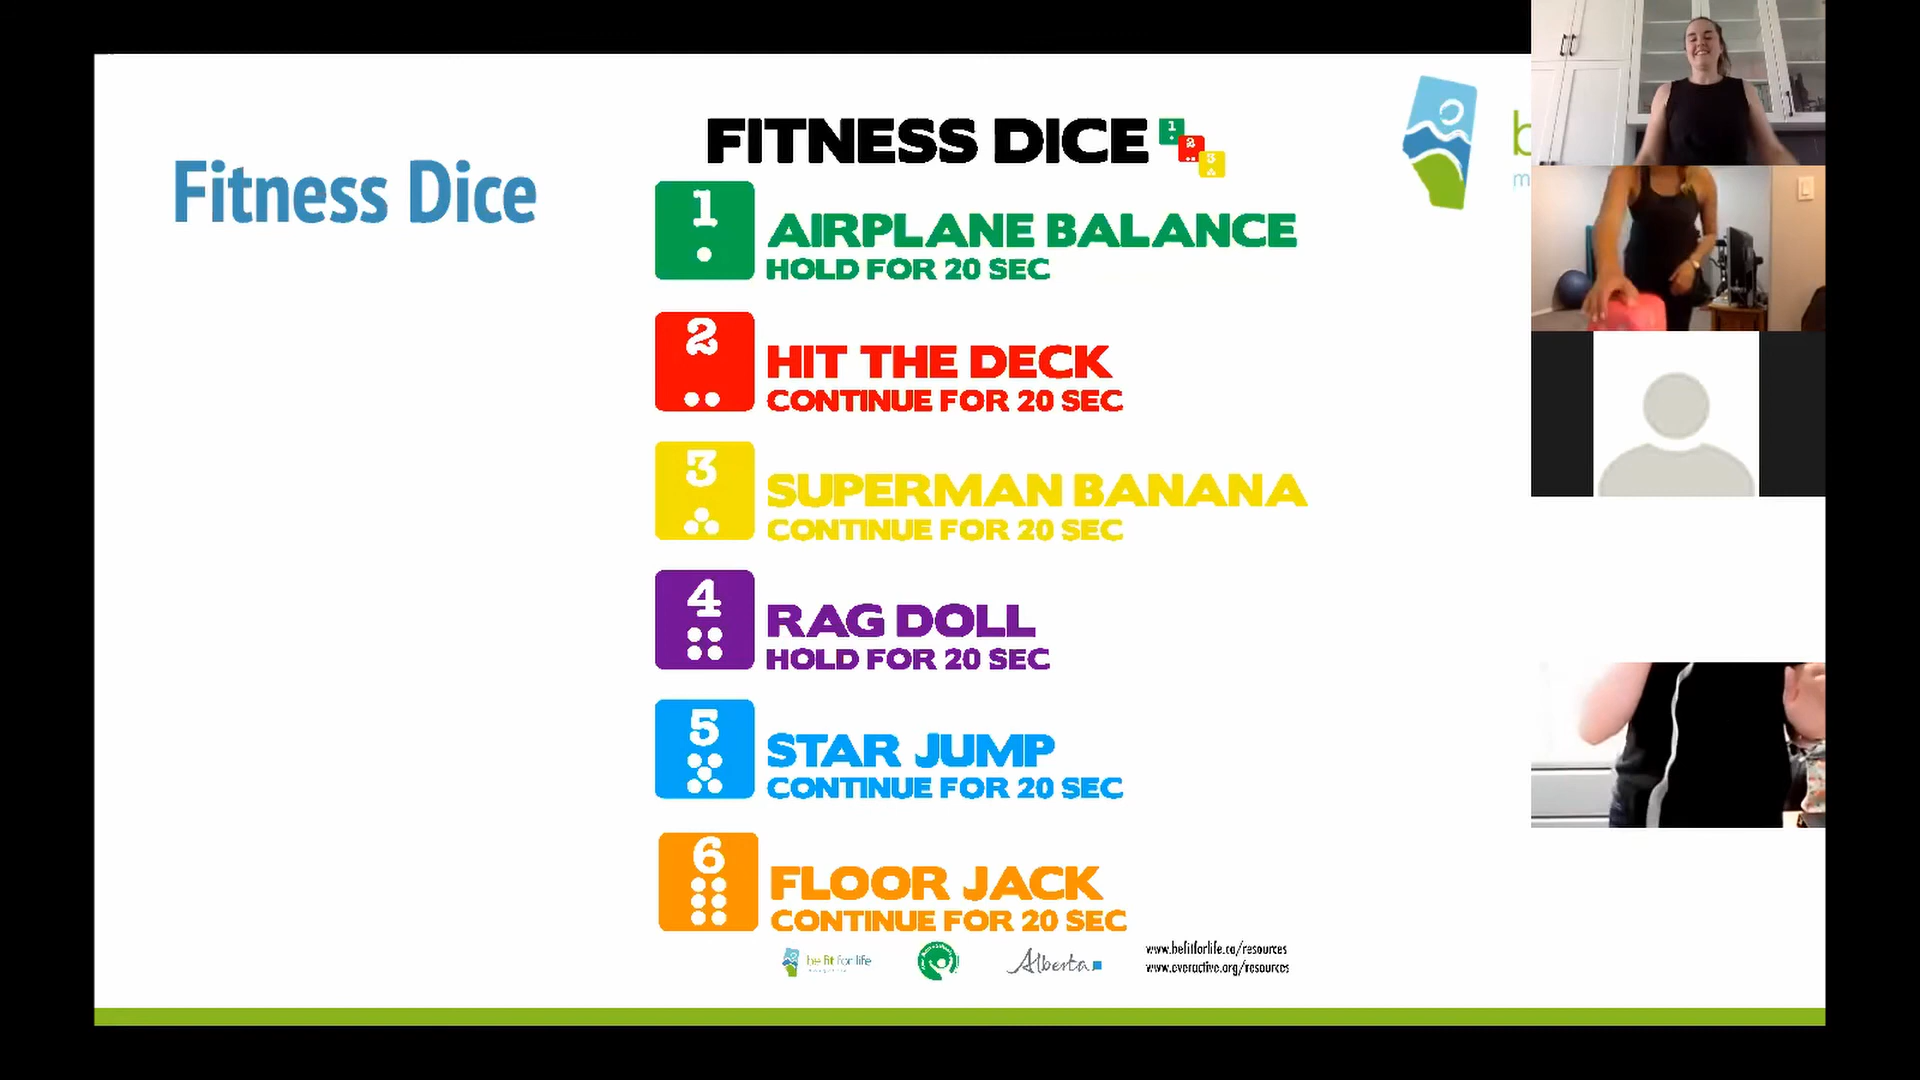 Fitness Dice
FITNESS DICE
1
2
3
1
AIRPLANE BALANCE
HOLD FOR 20 SEC
2
HIT THE DECK
CONTINUE FOR 20 SEC
3
SUPERMAN BANANA
CONTINUE FOR 20 SEC
4
RAG DOLL
HOLD FOR 20 SEC
5
STAR JUMP
CONTINUE FOR 20 SEC
6
FLOOR JACK
CONTINUE FOR 20 SEC
be fit for life
Alberta
www.befitforlife.ca/resources
www.everactive.org/resources